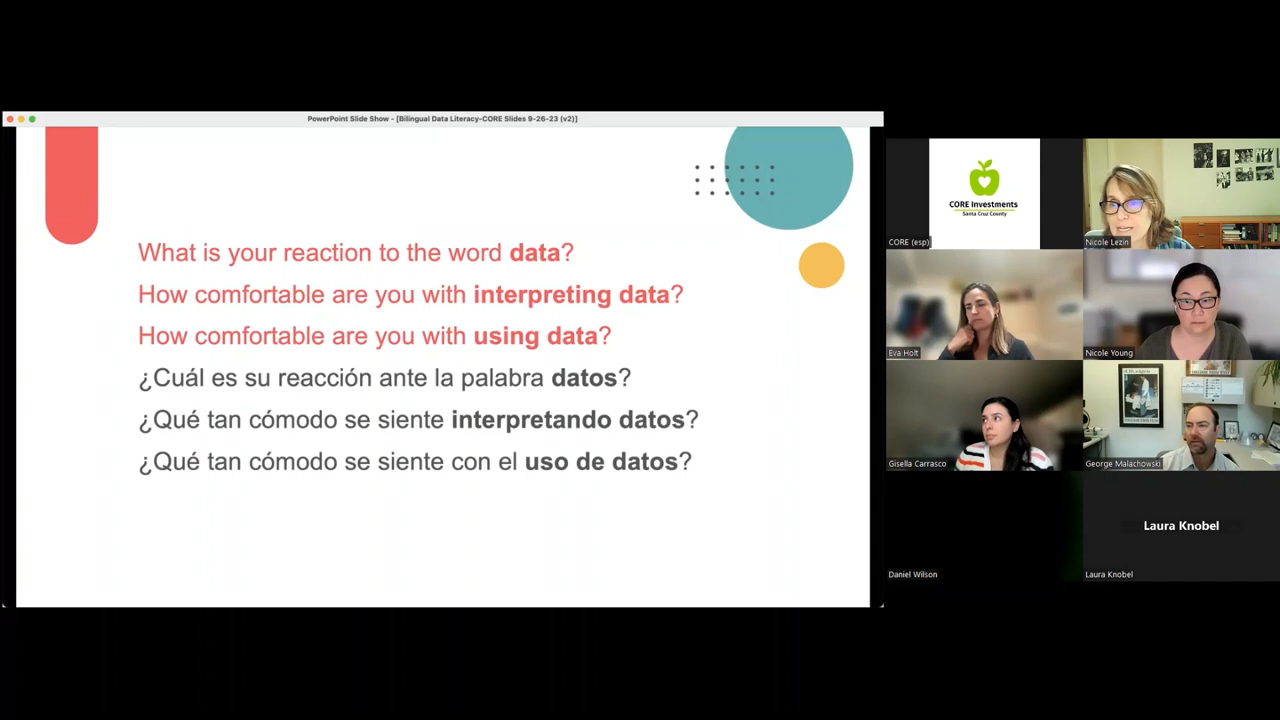 PowerPoint Slide Show - [Bilingual Data Literacy-CORE Slides 9-26-23 (v2)]
What is your reaction to the word data?
How comfortable are you with interpreting data?
How comfortable are you with using data?
¿Cuál es su reacción ante la palabra datos?
¿Qué tan cómodo se siente interpretando datos?
¿Qué tan cómodo se siente con el uso de datos?
CORE Investments
Santa Cruz County
CORE (esp)
Nicole Lezin
Eva Holt
Nicole Young
Gisella Carrasco
George Malachowski
Daniel Wilson
Laura Knobel
Laura Knobel